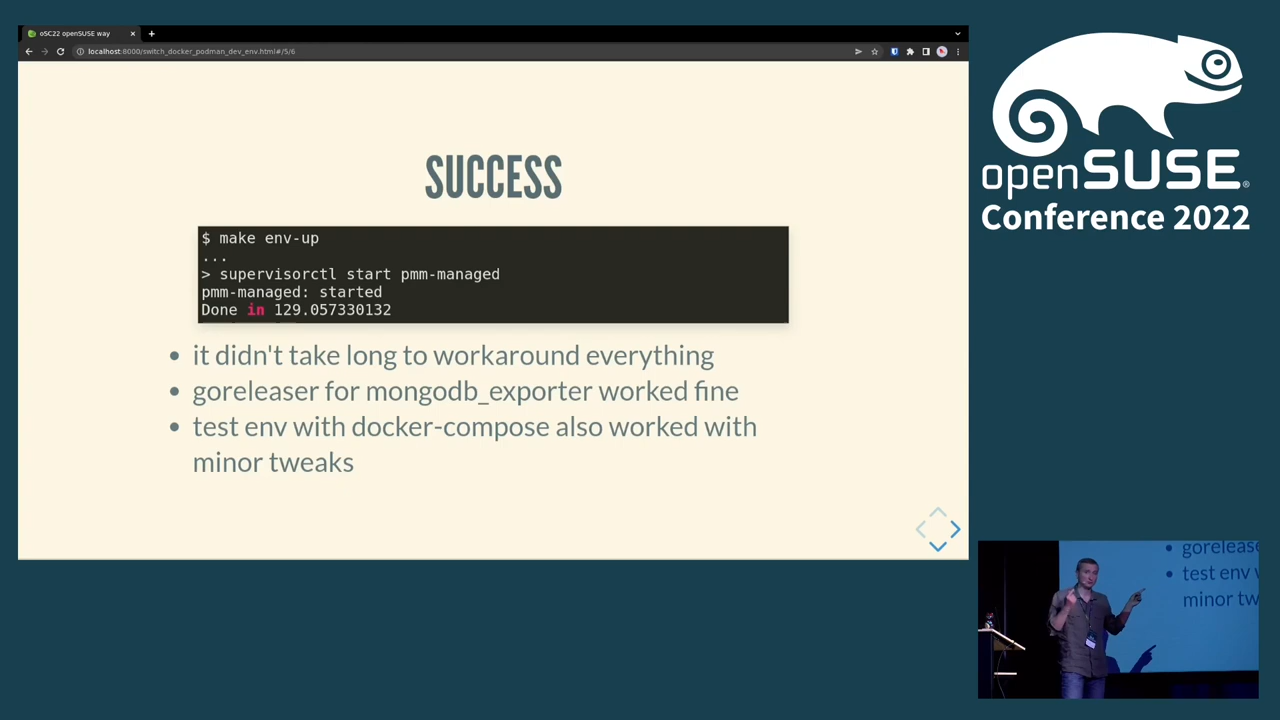 oSC22 openSUSE way
localhost:8000/switch_docker_podman_dev_env.html#/5/6
SUCCESS
$ make env-up
...
> supervisorctl start pmm-managed
pmm-managed: started
Done in 129.057330132
• it didn't take long to workaround everything
• goreleaser for mongodb_exporter worked fine
• test env with docker-compose also worked with
minor tweaks
openSUSE®
Conference 2022
• gorelease
• test env
minor tw